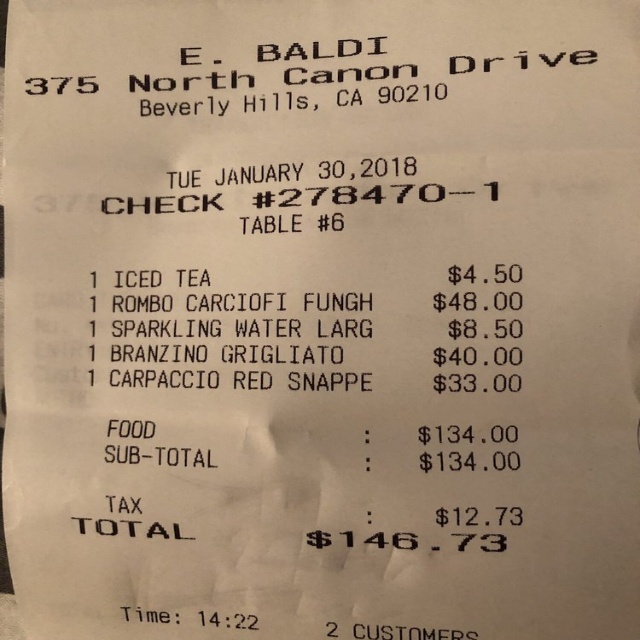 E. BALDI
375 North Canon Drive
Beverly Hills, CA 90210
TUE JANUARY 30,2018
CHECK #278470-1
TABLE #6
1 ICED TEA $4.50
1 ROMBO CARCIOFI FUNGH $48.00
1 SPARKLING WATER LARG $8.50
1 BRANZINO GRIGLIATO $40.00
1 CARPACCIO RED SNAPPE $33.00
FOOD : $134.00
SUB-TOTAL : $134.00
TAX : $12.73
TOTAL $146.73
Time: 14:22 2 CUSTOMERS